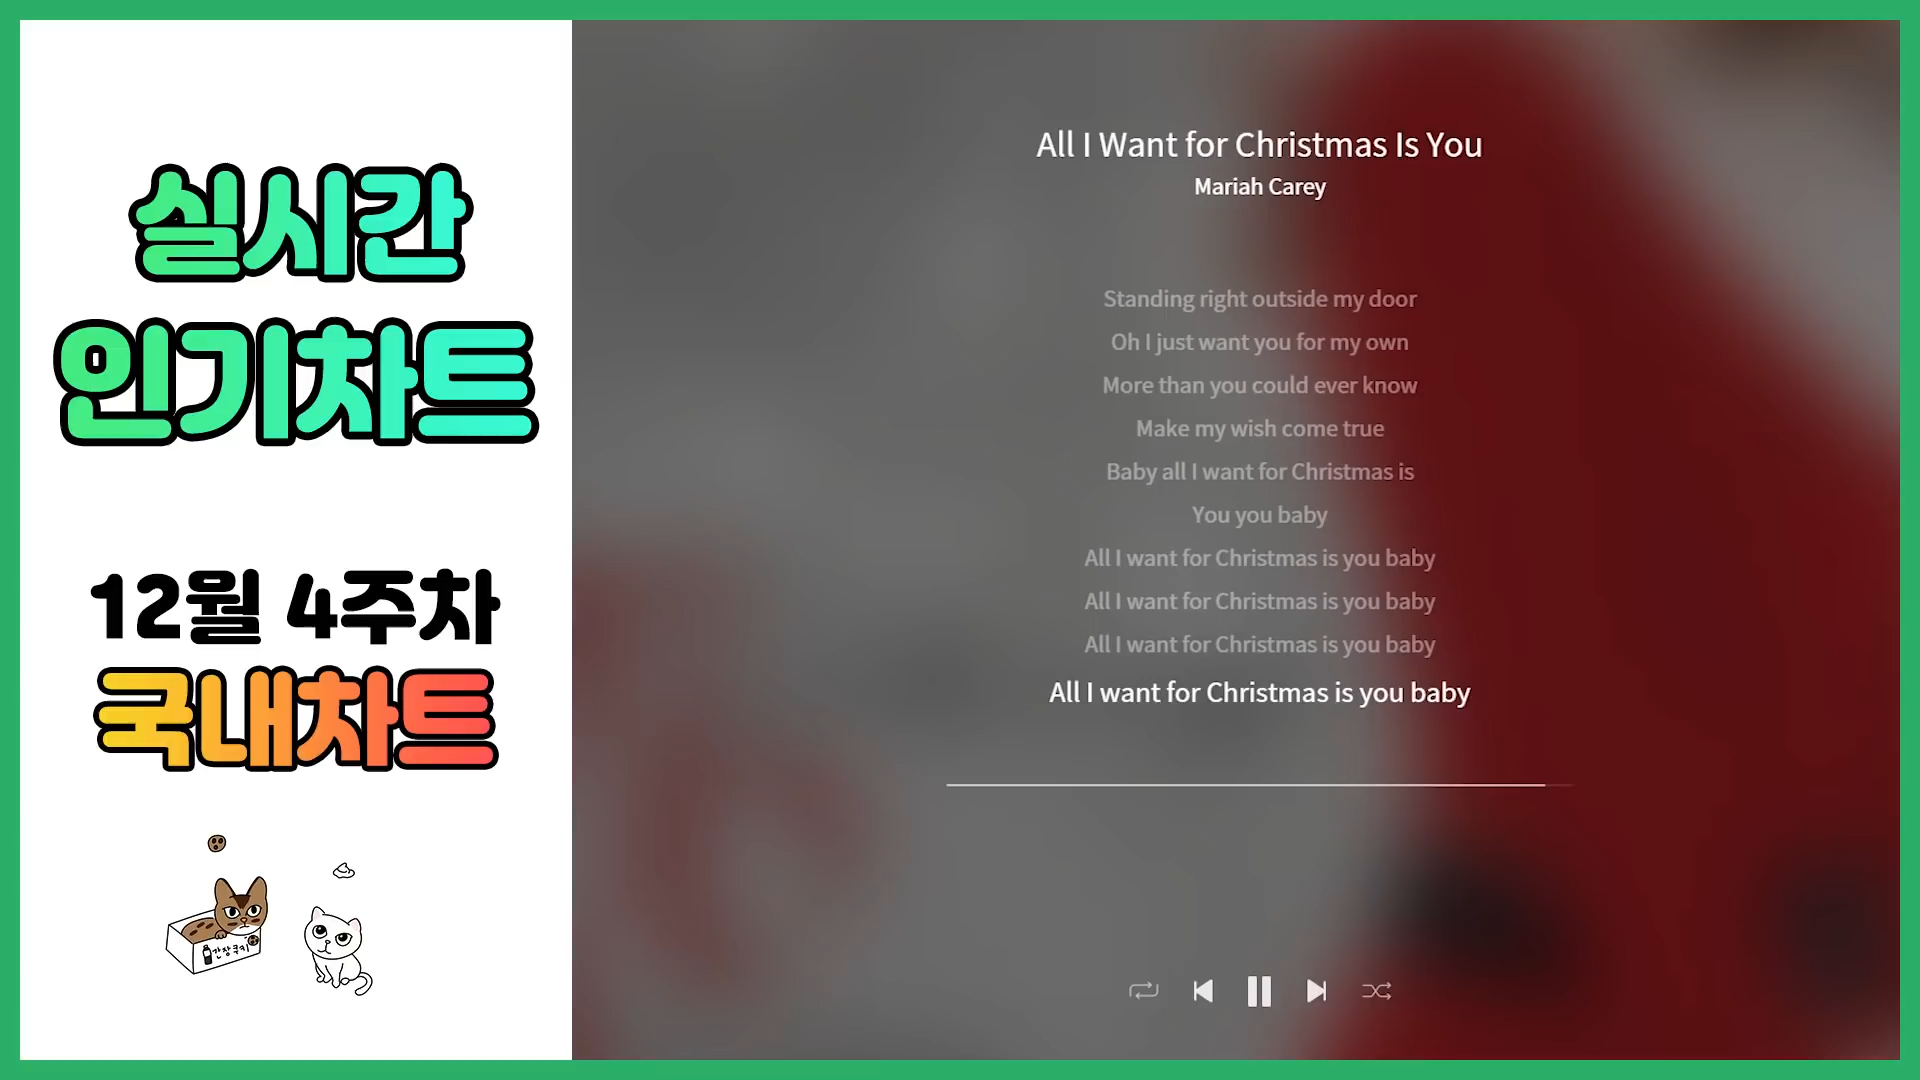 실시간
인기차트
12월 4주차
국내차트
간장쿠키
All I Want for Christmas Is You
Mariah Carey
Standing right outside my door
Oh I just want you for my own
More than you could ever know
Make my wish come true
Baby all I want for Christmas is
You you baby
All I want for Christmas is you baby
All I want for Christmas is you baby
All I want for Christmas is you baby
All I want for Christmas is you baby